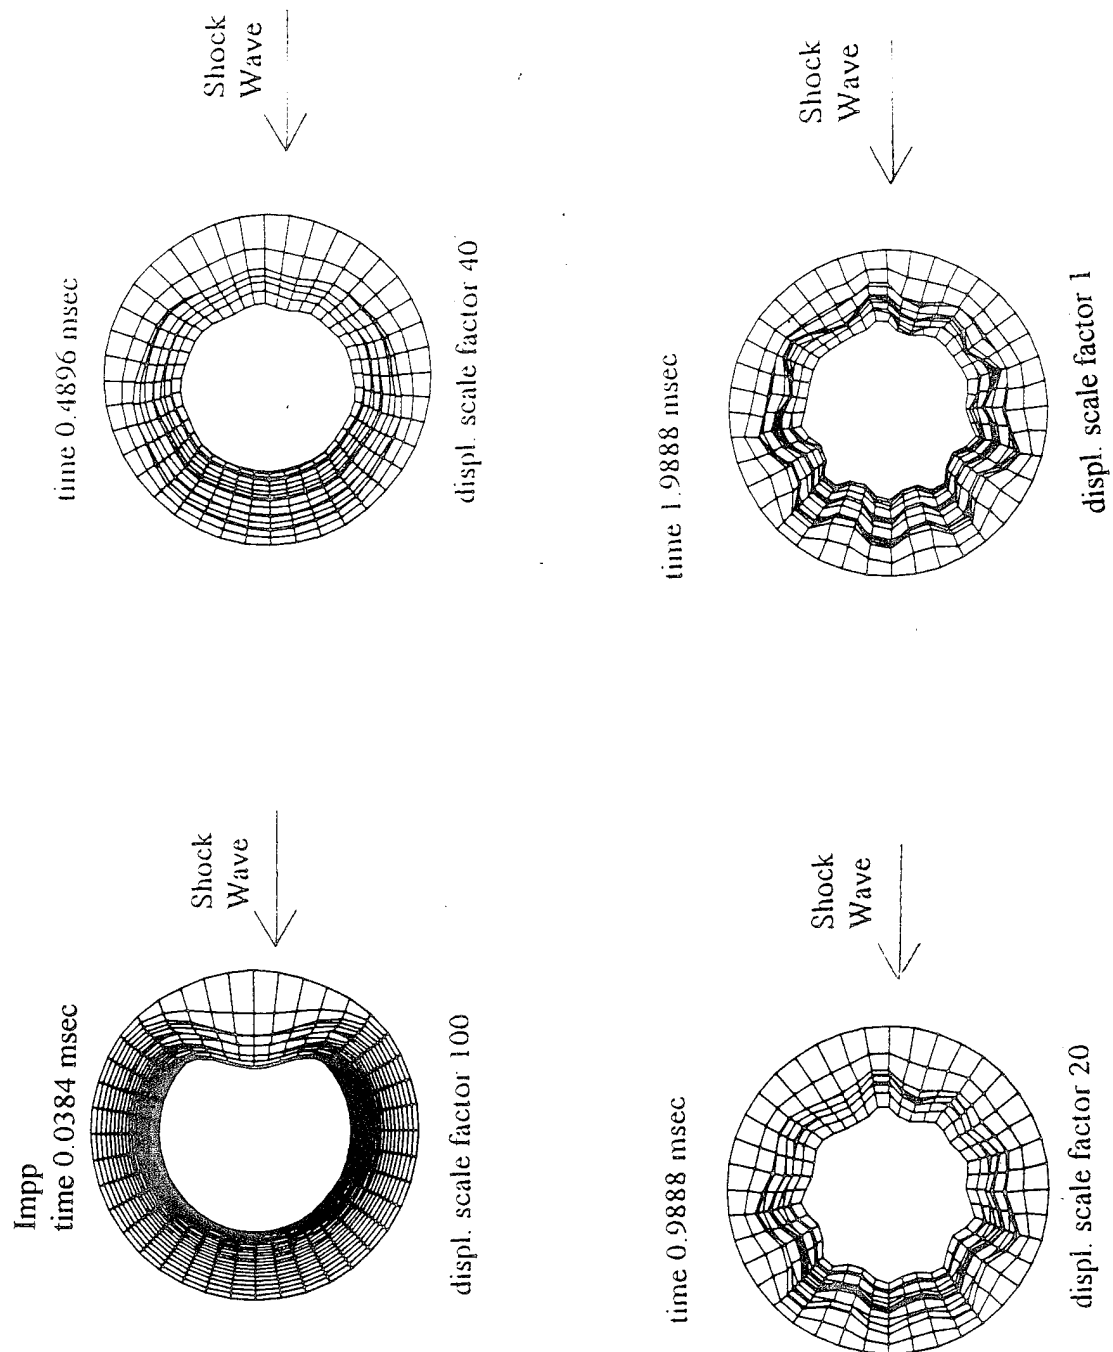 Impp
time 0.0384 msec
Shock
Wave
displ. scale factor 100
time 0.4896 msec
Shock
Wave
displ. scale factor 40
time 0.9888 msec
Shock
Wave
displ. scale factor 20
time 1.9888 msec
Shock
Wave
displ. scale factor 1